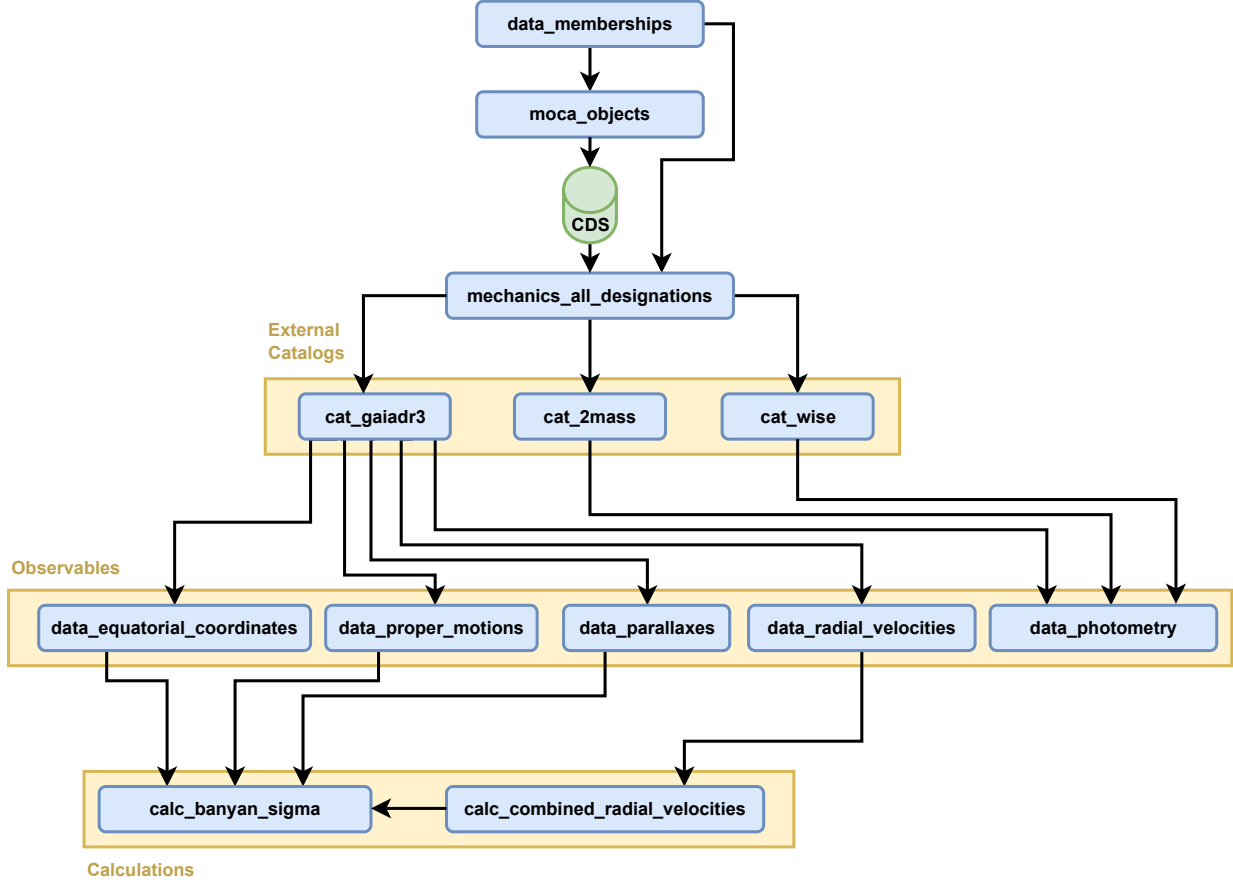 data_memberships
moca_objects
CDS
mechanics_all_designations
External
Catalogs
cat_gaiadr3
cat_2mass
cat_wise
Observables
data_equatorial_coordinates
data_proper_motions
data_parallaxes
data_radial_velocities
data_photometry
calc_banyan_sigma
calc_combined_radial_velocities
Calculations